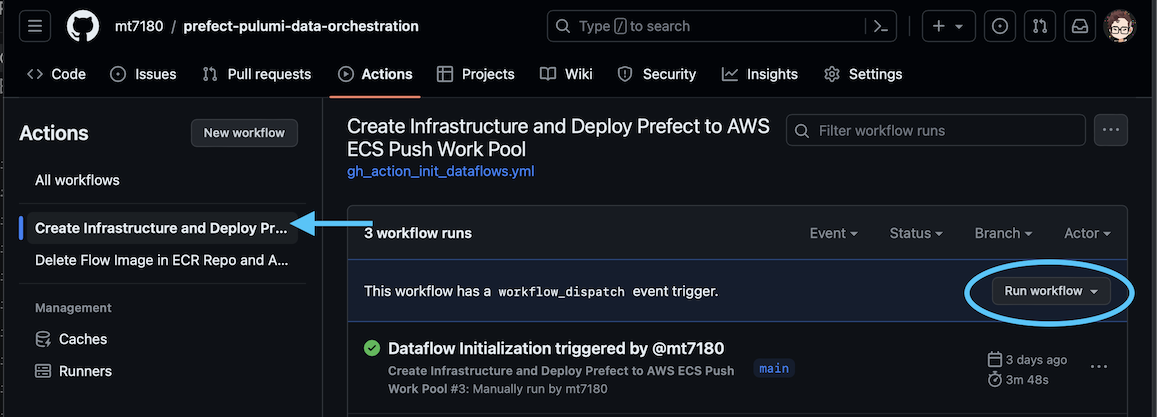 mt7180 / prefect-pulumi-data-orchestration
Type / to search
Code
Issues
Pull requests
Actions
Projects
Wiki
Security
Insights
Settings
Actions
New workflow
All workflows
Create Infrastructure and Deploy Pr...
Delete Flow Image in ECR Repo and A...
Management
Caches
Runners
Create Infrastructure and Deploy Prefect to AWS
ECS Push Work Pool
gh_action_init_dataflows.yml
Filter workflow runs
3 workflow runs
Event
Status
Branch
Actor
This workflow has a workflow_dispatch event trigger.
Run workflow
Dataflow Initialization triggered by @mt7180
Create Infrastructure and Deploy Prefect to AWS ECS Push
Work Pool #3: Manually run by mt7180
main
3 days ago
3m 48s